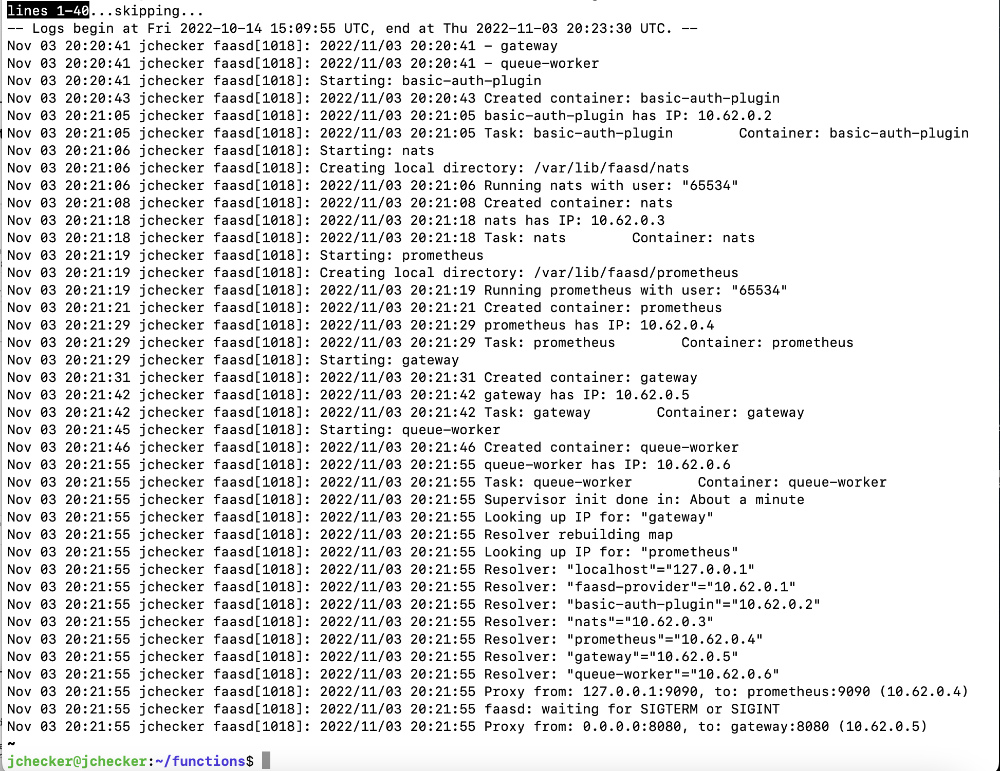 lines 1-40...skipping...
-- Logs begin at Fri 2022-10-14 15:09:55 UTC, end at Thu 2022-11-03 20:23:30 UTC. --
Nov 03 20:20:41 jchecker faasd[1018]: 2022/11/03 20:20:41 - gateway
Nov 03 20:20:41 jchecker faasd[1018]: 2022/11/03 20:20:41 - queue-worker
Nov 03 20:20:41 jchecker faasd[1018]: Starting: basic-auth-plugin
Nov 03 20:20:43 jchecker faasd[1018]: 2022/11/03 20:20:43 Created container: basic-auth-plugin
Nov 03 20:21:05 jchecker faasd[1018]: 2022/11/03 20:21:05 basic-auth-plugin has IP: 10.62.0.2
Nov 03 20:21:05 jchecker faasd[1018]: 2022/11/03 20:21:05 Task: basic-auth-plugin        Container: basic-auth-plugin
Nov 03 20:21:06 jchecker faasd[1018]: Starting: nats
Nov 03 20:21:06 jchecker faasd[1018]: Creating local directory: /var/lib/faasd/nats
Nov 03 20:21:06 jchecker faasd[1018]: 2022/11/03 20:21:06 Running nats with user: "65534"
Nov 03 20:21:08 jchecker faasd[1018]: 2022/11/03 20:21:08 Created container: nats
Nov 03 20:21:18 jchecker faasd[1018]: 2022/11/03 20:21:18 nats has IP: 10.62.0.3
Nov 03 20:21:18 jchecker faasd[1018]: 2022/11/03 20:21:18 Task: nats        Container: nats
Nov 03 20:21:19 jchecker faasd[1018]: Starting: prometheus
Nov 03 20:21:19 jchecker faasd[1018]: Creating local directory: /var/lib/faasd/prometheus
Nov 03 20:21:19 jchecker faasd[1018]: 2022/11/03 20:21:19 Running prometheus with user: "65534"
Nov 03 20:21:21 jchecker faasd[1018]: 2022/11/03 20:21:21 Created container: prometheus
Nov 03 20:21:29 jchecker faasd[1018]: 2022/11/03 20:21:29 prometheus has IP: 10.62.0.4
Nov 03 20:21:29 jchecker faasd[1018]: 2022/11/03 20:21:29 Task: prometheus        Container: prometheus
Nov 03 20:21:29 jchecker faasd[1018]: Starting: gateway
Nov 03 20:21:31 jchecker faasd[1018]: 2022/11/03 20:21:31 Created container: gateway
Nov 03 20:21:42 jchecker faasd[1018]: 2022/11/03 20:21:42 gateway has IP: 10.62.0.5
Nov 03 20:21:42 jchecker faasd[1018]: 2022/11/03 20:21:42 Task: gateway        Container: gateway
Nov 03 20:21:45 jchecker faasd[1018]: Starting: queue-worker
Nov 03 20:21:46 jchecker faasd[1018]: 2022/11/03 20:21:46 Created container: queue-worker
Nov 03 20:21:55 jchecker faasd[1018]: 2022/11/03 20:21:55 queue-worker has IP: 10.62.0.6
Nov 03 20:21:55 jchecker faasd[1018]: 2022/11/03 20:21:55 Task: queue-worker        Container: queue-worker
Nov 03 20:21:55 jchecker faasd[1018]: 2022/11/03 20:21:55 Supervisor init done in: About a minute
Nov 03 20:21:55 jchecker faasd[1018]: 2022/11/03 20:21:55 Looking up IP for: "gateway"
Nov 03 20:21:55 jchecker faasd[1018]: 2022/11/03 20:21:55 Resolver rebuilding map
Nov 03 20:21:55 jchecker faasd[1018]: 2022/11/03 20:21:55 Looking up IP for: "prometheus"
Nov 03 20:21:55 jchecker faasd[1018]: 2022/11/03 20:21:55 Resolver: "localhost"="127.0.0.1"
Nov 03 20:21:55 jchecker faasd[1018]: 2022/11/03 20:21:55 Resolver: "faasd-provider"="10.62.0.1"
Nov 03 20:21:55 jchecker faasd[1018]: 2022/11/03 20:21:55 Resolver: "basic-auth-plugin"="10.62.0.2"
Nov 03 20:21:55 jchecker faasd[1018]: 2022/11/03 20:21:55 Resolver: "nats"="10.62.0.3"
Nov 03 20:21:55 jchecker faasd[1018]: 2022/11/03 20:21:55 Resolver: "prometheus"="10.62.0.4"
Nov 03 20:21:55 jchecker faasd[1018]: 2022/11/03 20:21:55 Resolver: "gateway"="10.62.0.5"
Nov 03 20:21:55 jchecker faasd[1018]: 2022/11/03 20:21:55 Resolver: "queue-worker"="10.62.0.6"
Nov 03 20:21:55 jchecker faasd[1018]: 2022/11/03 20:21:55 Proxy from: 127.0.0.1:9090, to: prometheus:9090 (10.62.0.4)
Nov 03 20:21:55 jchecker faasd[1018]: 2022/11/03 20:21:55 faasd: waiting for SIGTERM or SIGINT
Nov 03 20:21:55 jchecker faasd[1018]: 2022/11/03 20:21:55 Proxy from: 0.0.0.0:8080, to: gateway:8080 (10.62.0.5)
~
jchecker@jchecker:~/functions$